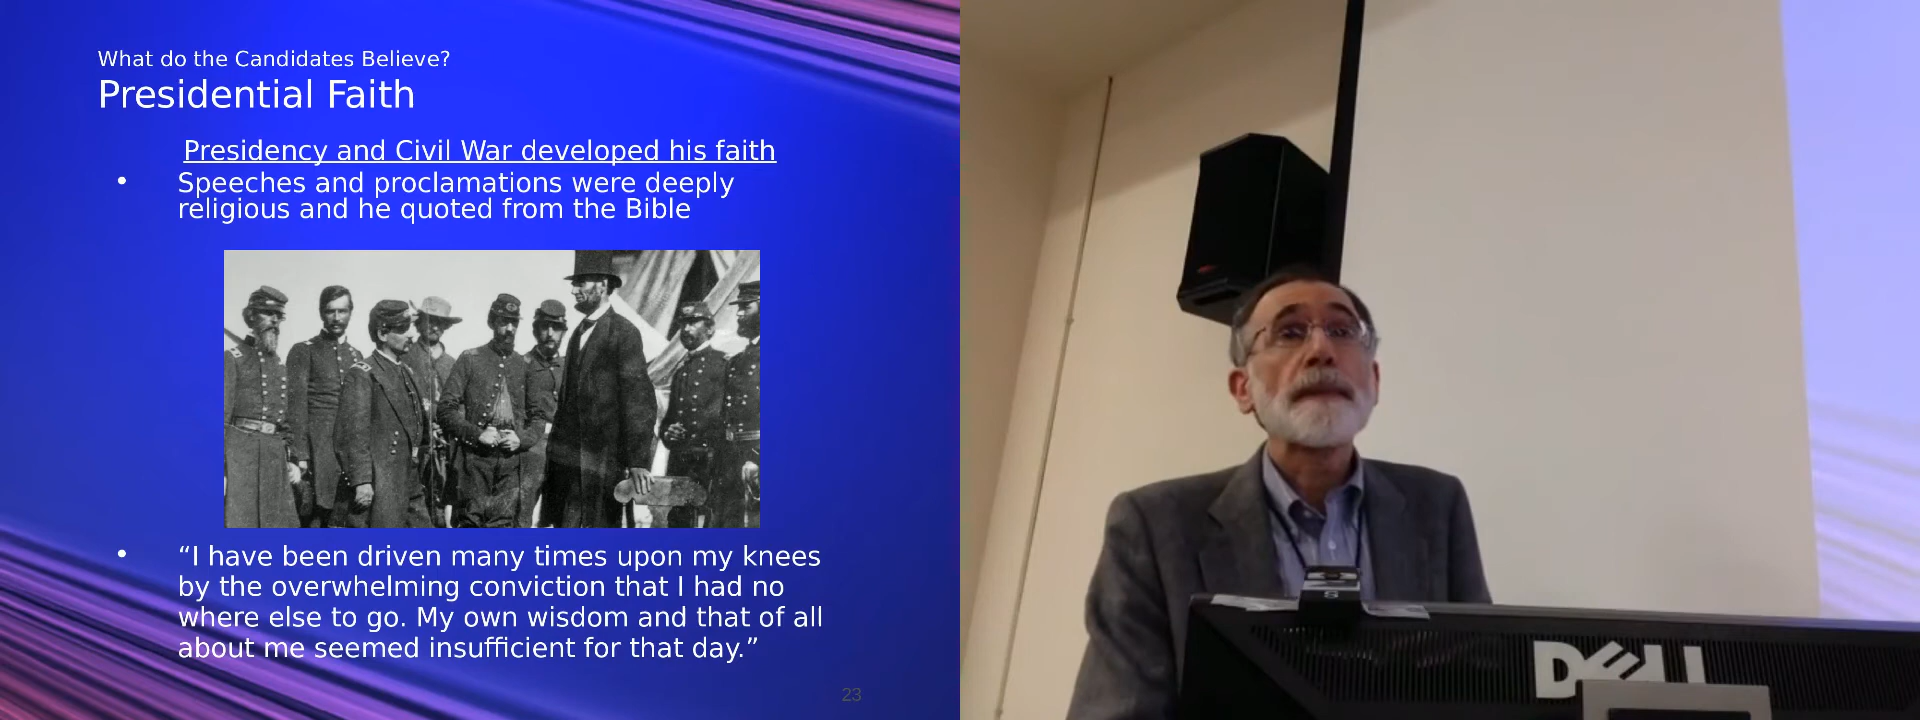 What do the Candidates Believe?
Presidential Faith
Presidency and Civil War developed his faith
• Speeches and proclamations were deeply
religious and he quoted from the Bible
• “I have been driven many times upon my knees
by the overwhelming conviction that I had no
where else to go. My own wisdom and that of all
about me seemed insufficient for that day.”
23
DELL